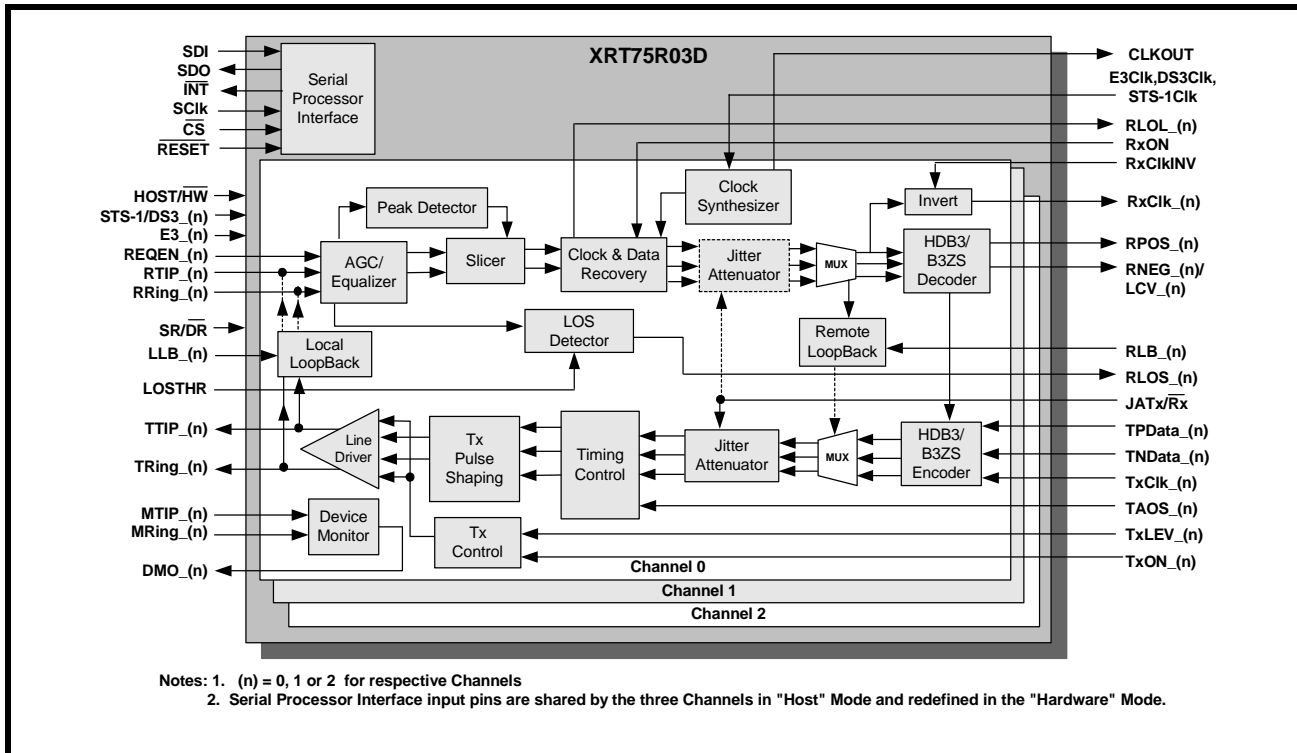 XRT75R03D
SDI
SDO
INT
SClk
CS
RESET
Serial
Processor
Interface
CLKOUT
E3Clk,DS3Clk,
STS-1Clk
RLOL_(n)
RxON
RxClkINV
RxClk_(n)
RPOS_(n)
RNEG_(n)/
LCV_(n)
RLB_(n)
RLOS_(n)
JATx/Rx
TPData_(n)
TNData_(n)
TxClk_(n)
TAOS_(n)
TxLEV_(n)
TxON_(n)
HOST/HW
STS-1/DS3_(n)
E3_(n)
REQEN_(n)
RTIP_(n)
RRing_(n)
SR/DR
LLB_(n)
LOSTHR
TTIP_(n)
TRing_(n)
MTIP_(n)
MRing_(n)
DMO_(n)
Peak Detector
AGC/
Equalizer
Slicer
Clock & Data
Recovery
Clock
Synthesizer
Jitter
Attenuator
MUX
Invert
HDB3/
B3ZS
Decoder
LOS
Detector
Remote
LoopBack
Local
LoopBack
Line
Driver
Tx
Pulse
Shaping
Timing
Control
Jitter
Attenuator
MUX
HDB3/
B3ZS
Encoder
Device
Monitor
Tx
Control
Channel 0
Channel 1
Channel 2
Notes: 1. (n) = 0, 1 or 2 for respective Channels
2. Serial Processor Interface input pins are shared by the three Channels in "Host" Mode and redefined in the "Hardware" Mode.